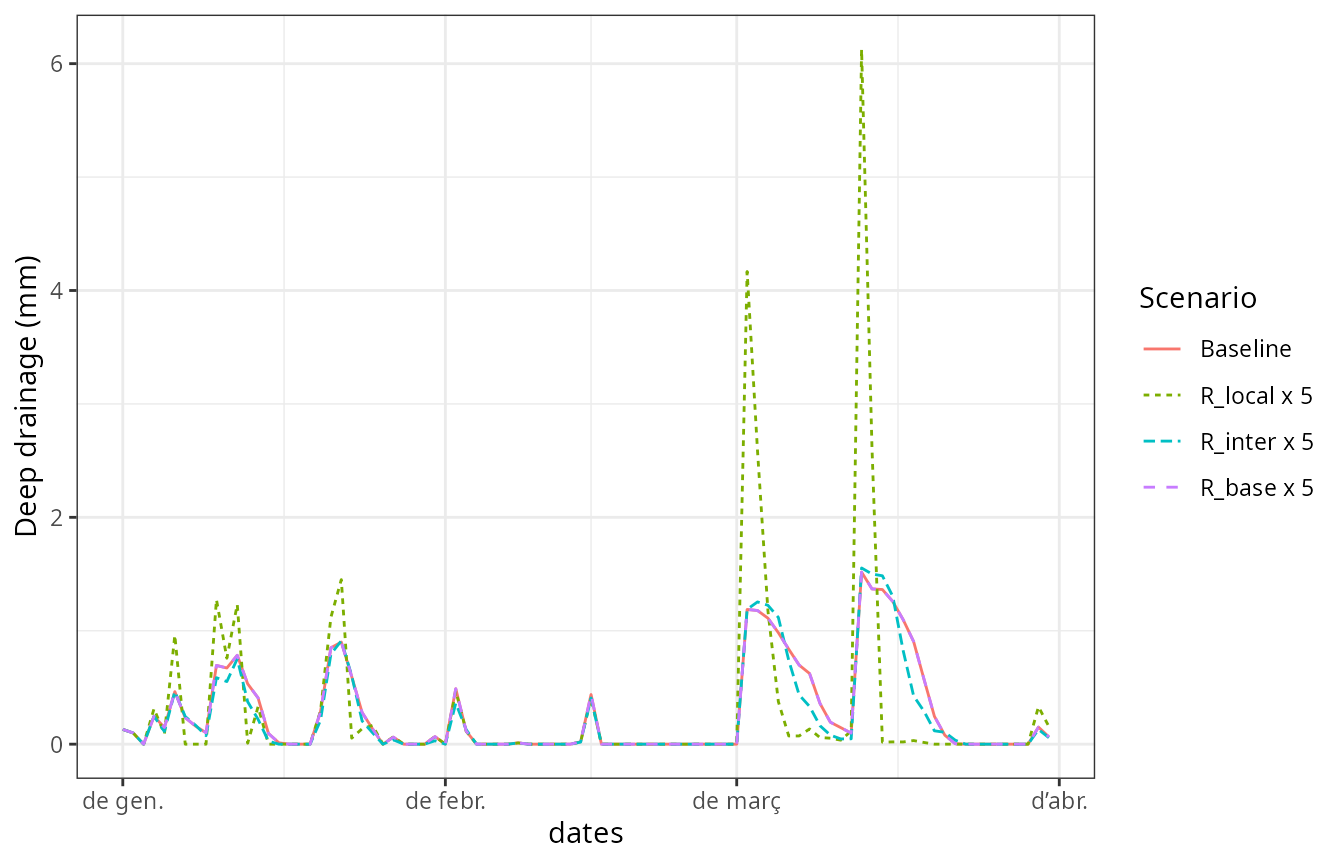 6
4
2
0
Deep drainage (mm)
de gen.
de febr.
de març
d’abr.
dates
Scenario
Baseline
R_local x 5
R_inter x 5
R_base x 5